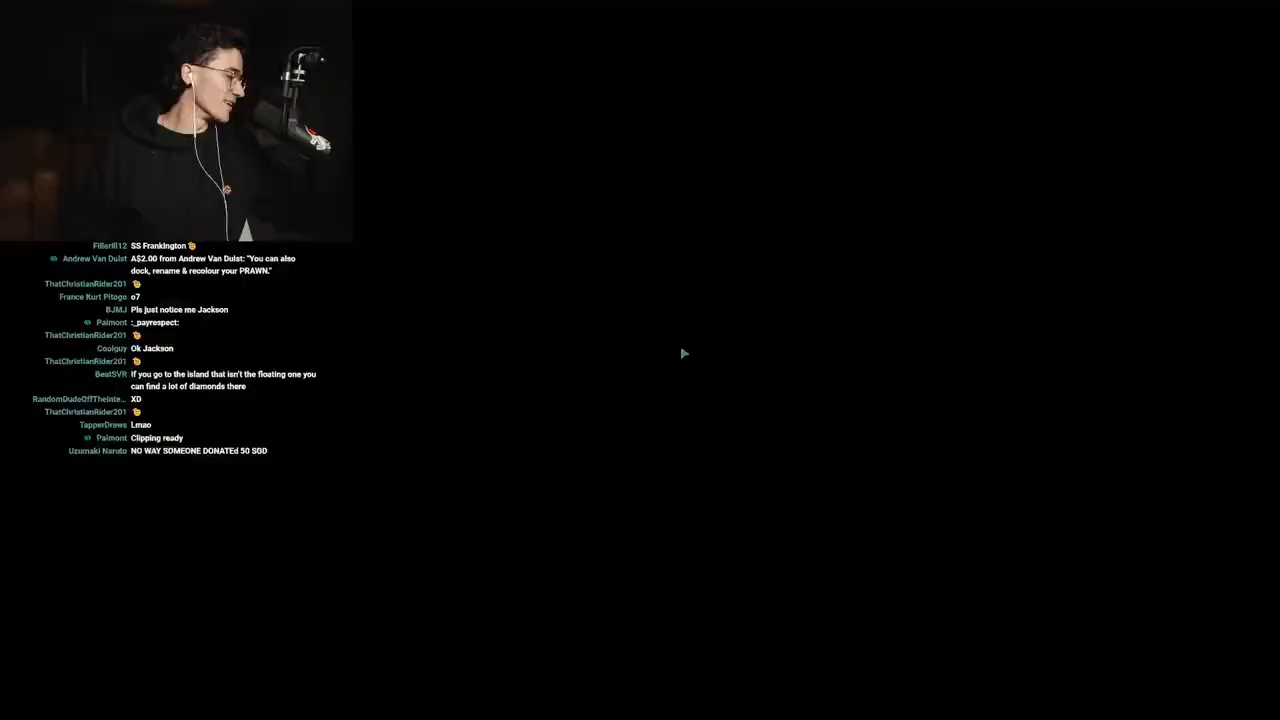 FillerIll12 SS Frankington
Andrew Van Dulst A$2.00 from Andrew Van Dulst: "You can also
dock, rename & recolour your PRAWN."
ThatChristianRider201
France Kurt Pitogo o7
BJMJ Pls just notice me Jackson
Palmont :_payrespect:
ThatChristianRider201
Coolguy Ok Jackson
ThatChristianRider201
BeatSVR If you go to the island that isn't the floating one you
can find a lot of diamonds there
RandomDudeOffTheInte... XD
ThatChristianRider201
TapperDraws Lmao
Palmont Clipping ready
Uzumaki Naruto NO WAY SOMEONE DONATEd 50 SGD